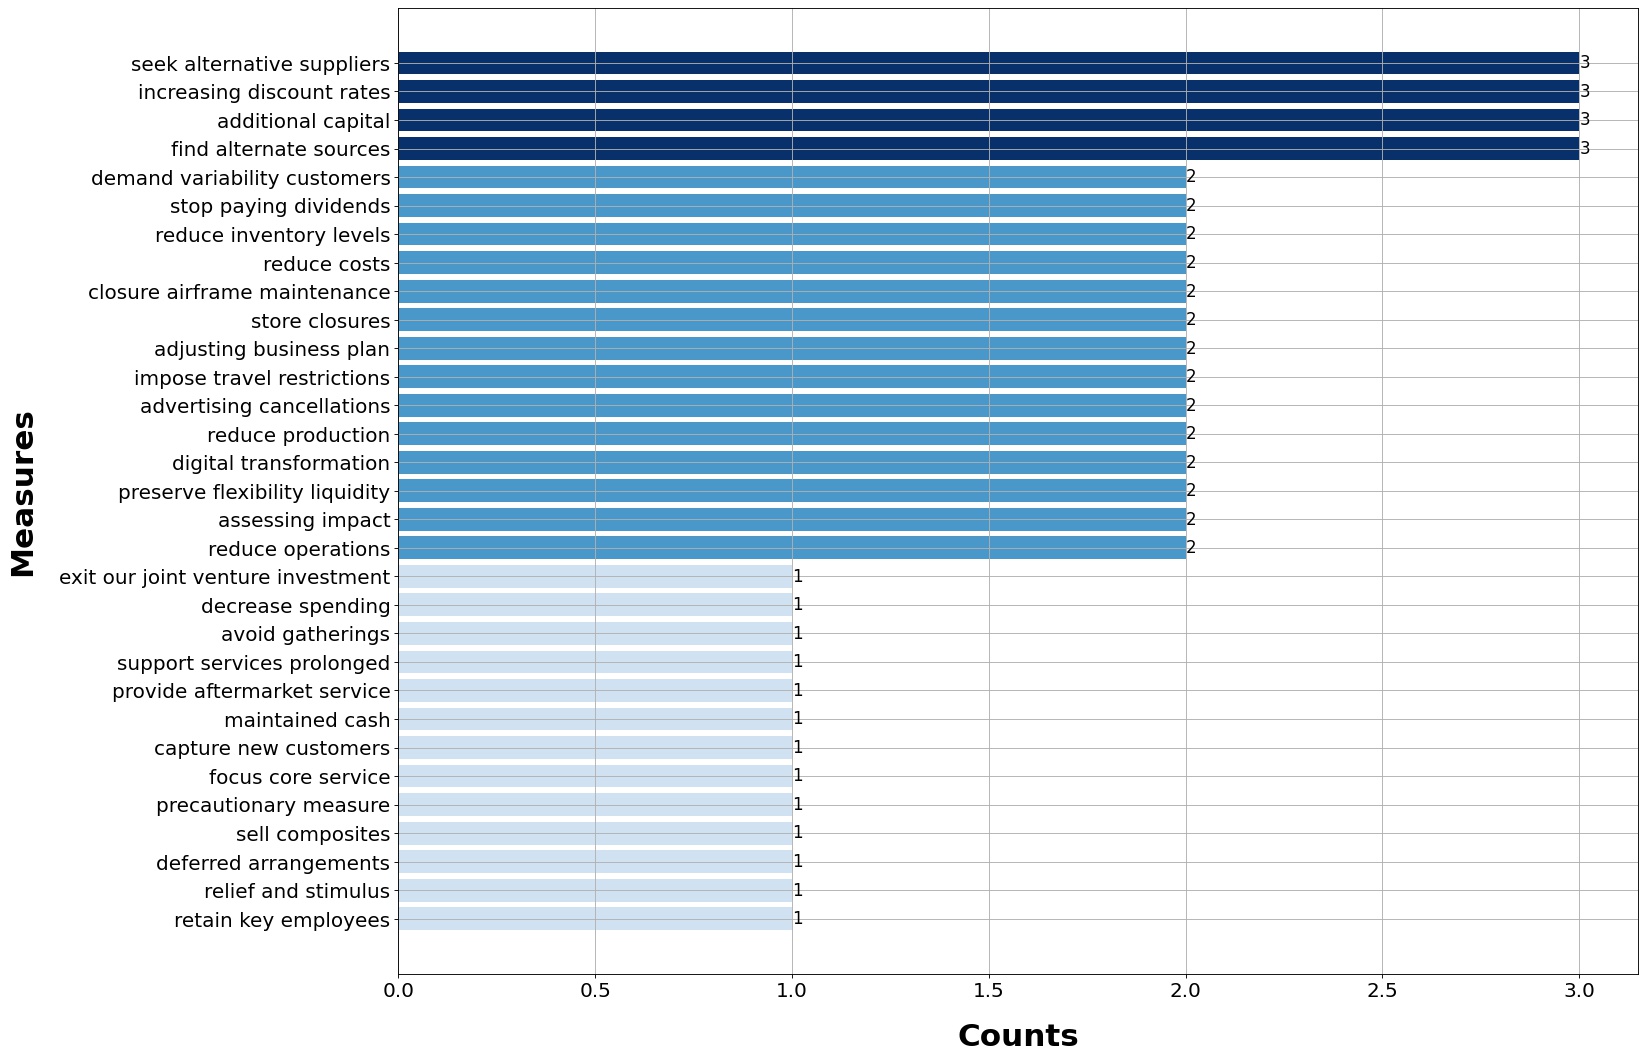 seek alternative suppliers 3
increasing discount rates 3
additional capital 3
find alternate sources 3
demand variability customers 2
stop paying dividends 2
reduce inventory levels 2
reduce costs 2
closure airframe maintenance 2
store closures 2
adjusting business plan 2
impose travel restrictions 2
advertising cancellations 2
reduce production 2
digital transformation 2
preserve flexibility liquidity 2
assessing impact 2
reduce operations 2
exit our joint venture investment 1
decrease spending 1
avoid gatherings 1
support services prolonged 1
provide aftermarket service 1
maintained cash 1
capture new customers 1
focus core service 1
precautionary measure 1
sell composites 1
deferred arrangements 1
relief and stimulus 1
retain key employees 1
Measures
0.0 0.5 1.0 1.5 2.0 2.5 3.0
Counts